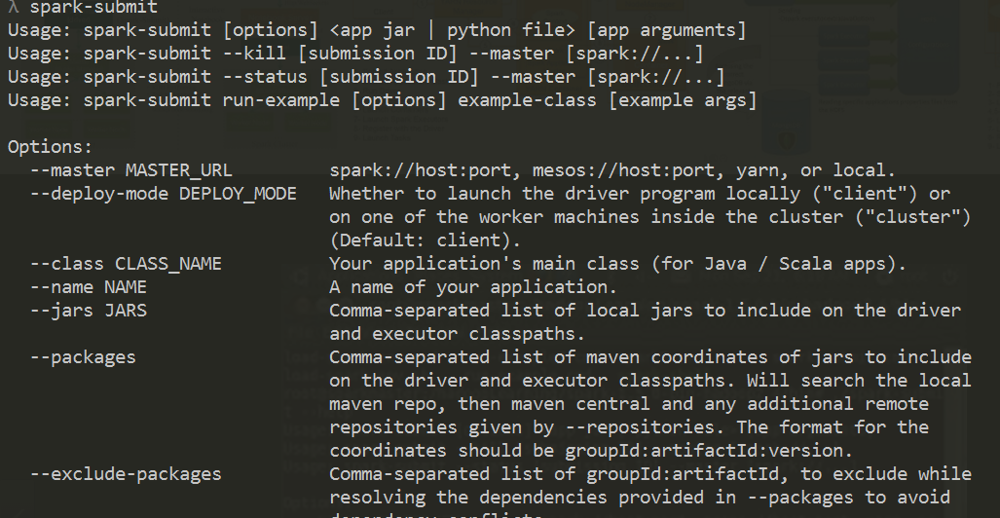 λ spark-submit
Usage: spark-submit [options] <app jar | python file> [app arguments]
Usage: spark-submit --kill [submission ID] --master [spark://...]
Usage: spark-submit --status [submission ID] --master [spark://...]
Usage: spark-submit run-example [options] example-class [example args]

Options:
  --master MASTER_URL         spark://host:port, mesos://host:port, yarn, or local.
  --deploy-mode DEPLOY_MODE   Whether to launch the driver program locally ("client") or
                              on one of the worker machines inside the cluster ("cluster")
                              (Default: client).
  --class CLASS_NAME          Your application's main class (for Java / Scala apps).
  --name NAME                 A name of your application.
  --jars JARS                 Comma-separated list of local jars to include on the driver
                              and executor classpaths.
  --packages                  Comma-separated list of maven coordinates of jars to include
                              on the driver and executor classpaths. Will search the local
                              maven repo, then maven central and any additional remote
                              repositories given by --repositories. The format for the
                              coordinates should be groupId:artifactId:version.
  --exclude-packages          Comma-separated list of groupId:artifactId, to exclude while
                              resolving the dependencies provided in --packages to avoid